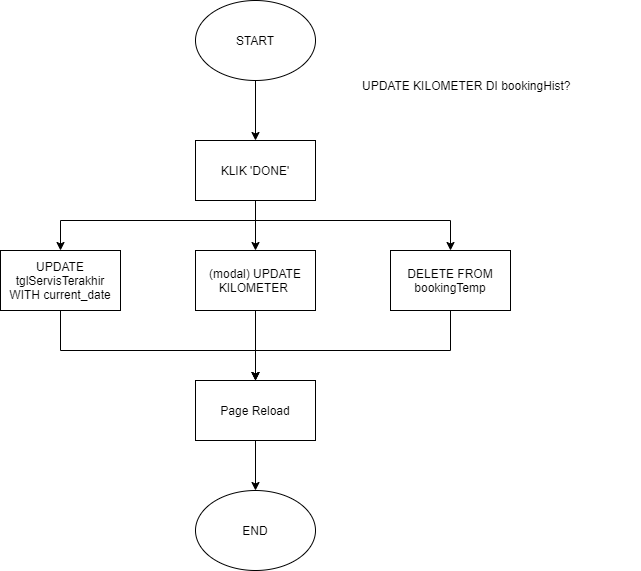 START
UPDATE KILOMETER DI bookingHist?
KLIK 'DONE'
UPDATE
tglServisTerakhir
WITH current_date
(modal) UPDATE
KILOMETER
DELETE FROM
bookingTemp
Page Reload
END